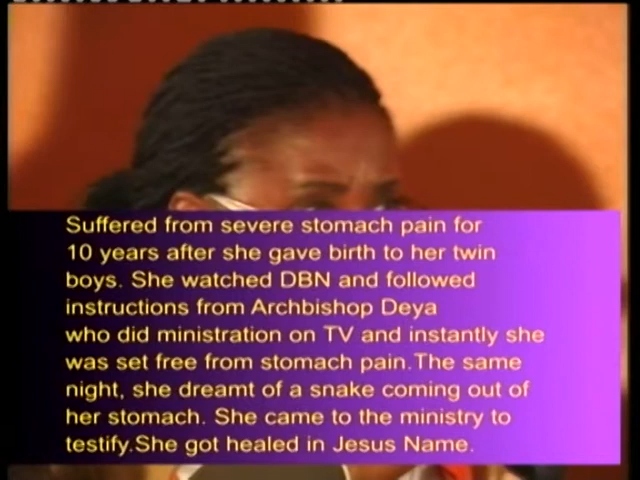 Suffered from severe stomach pain for
10 years after she gave birth to her twin
boys. She watched DBN and followed
instructions from Archbishop Deya
who did ministration on TV and instantly she
was set free from stomach pain.The same
night, she dreamt of a snake coming out of
her stomach. She came to the ministry to
testify.She got healed in Jesus Name.